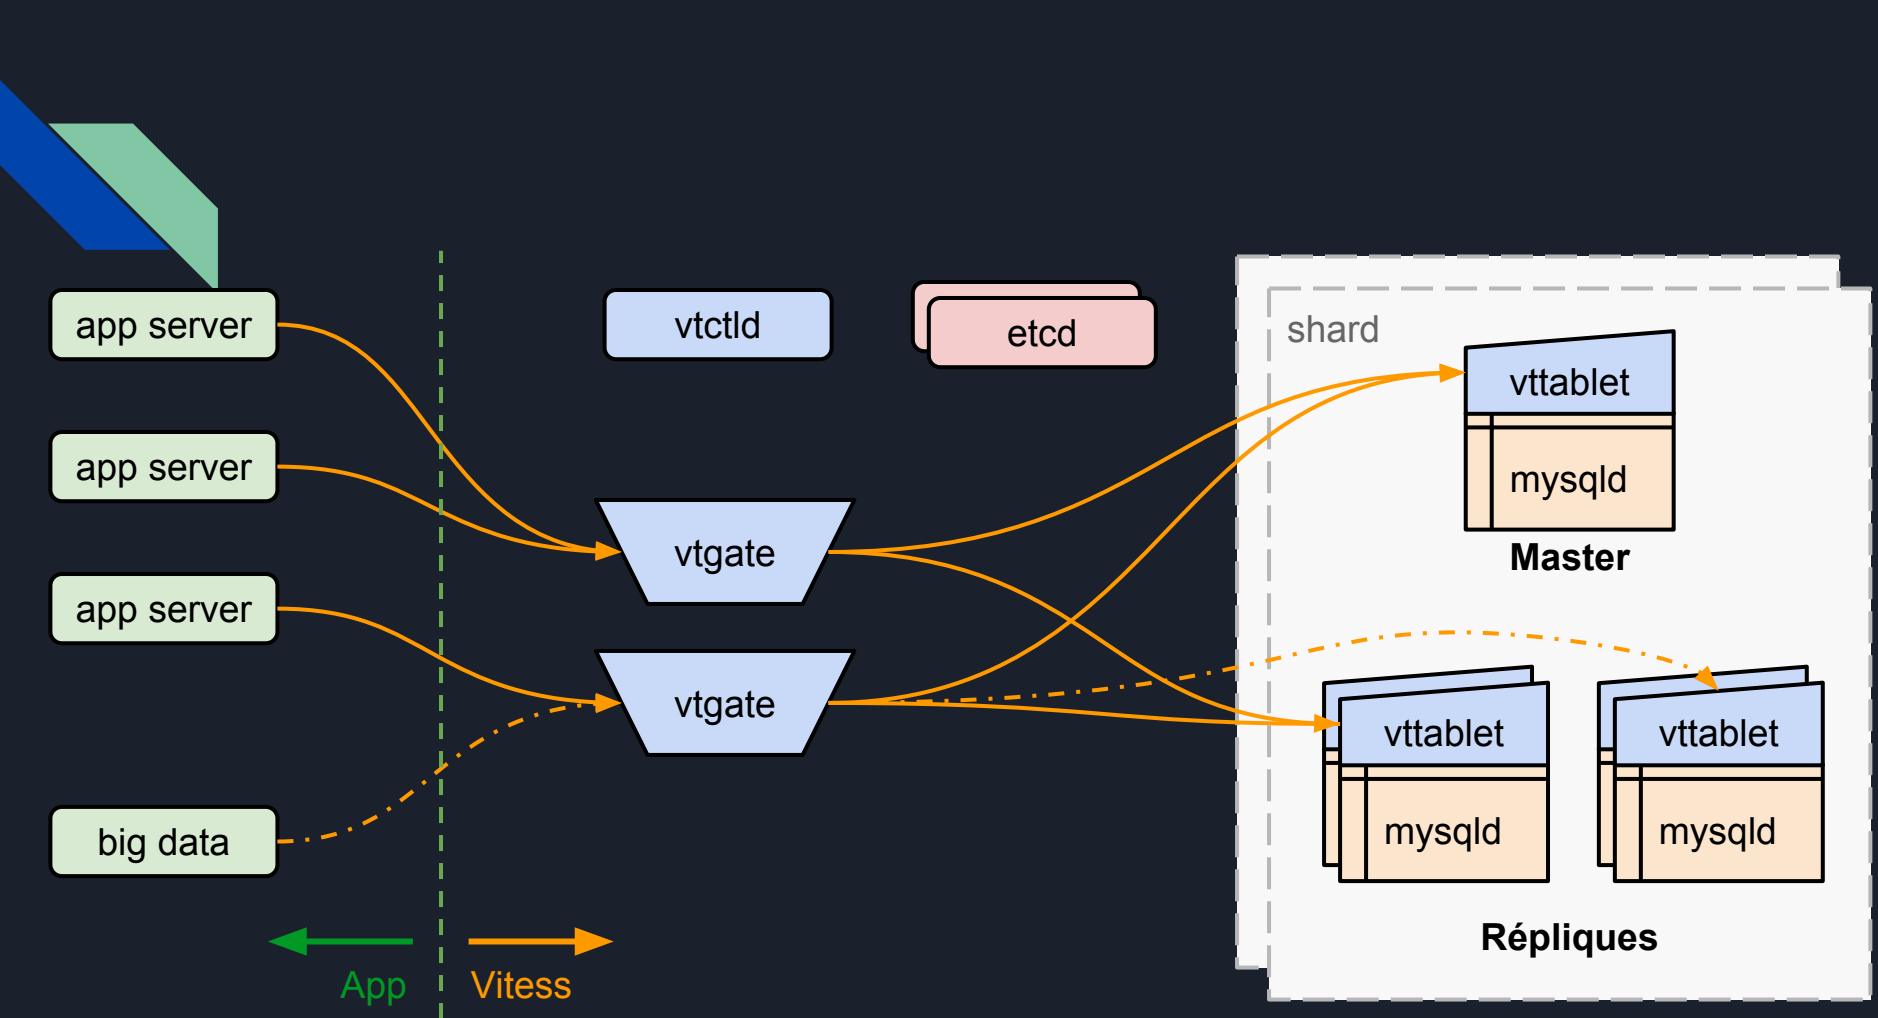 app server
vtctld
etcd
shard
vttablet
app server
mysqld
vtgate
Master
app server
vtgate
vttablet
vttablet
big data
mysqld
mysqld
Répliques
App
Vitess